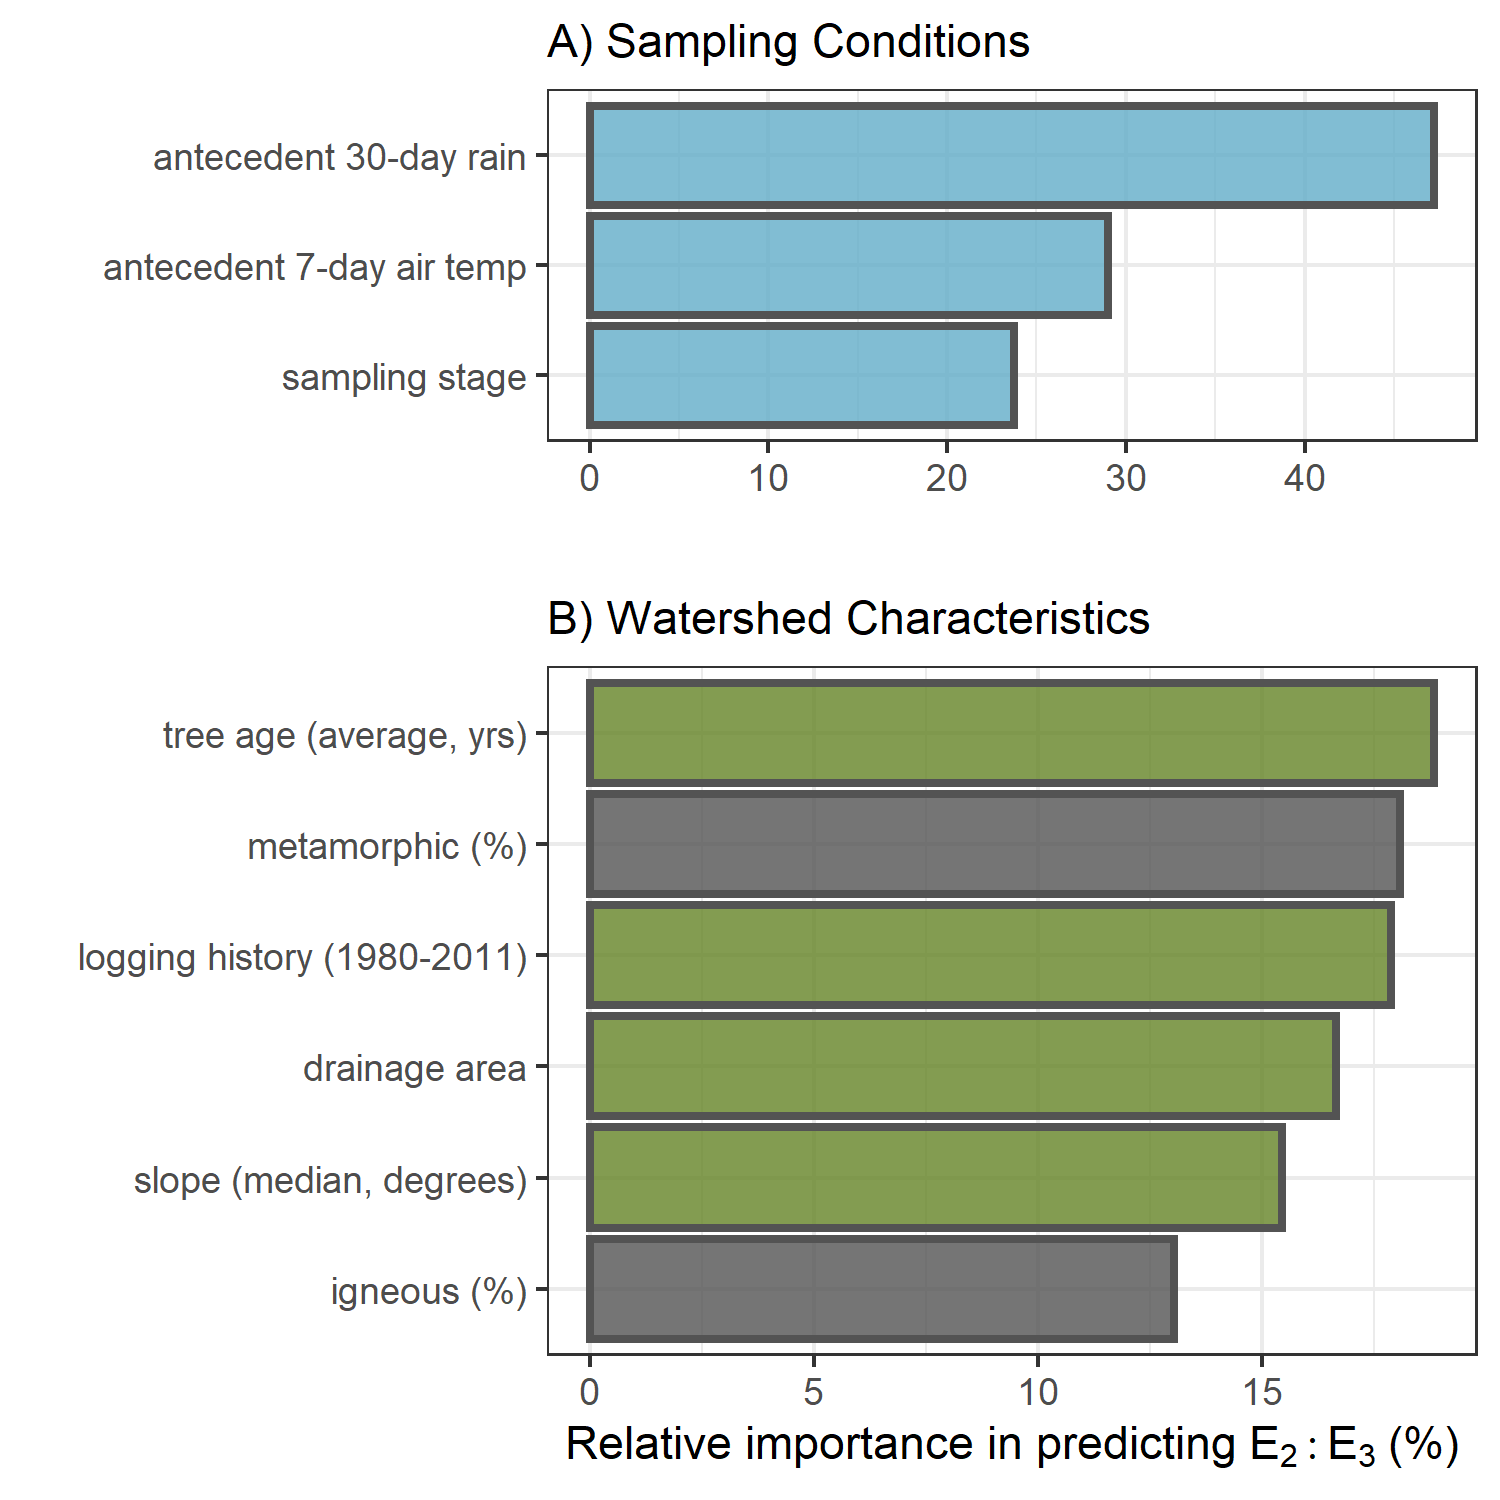 A) Sampling Conditions
antecedent 30-day rain
antecedent 7-day air temp
sampling stage
0 10 20 30 40
B) Watershed Characteristics
tree age (average, yrs)
metamorphic (%)
logging history (1980-2011)
drainage area
slope (median, degrees)
igneous (%)
0 5 10 15
Relative importance in predicting E₂ : E₃ (%)